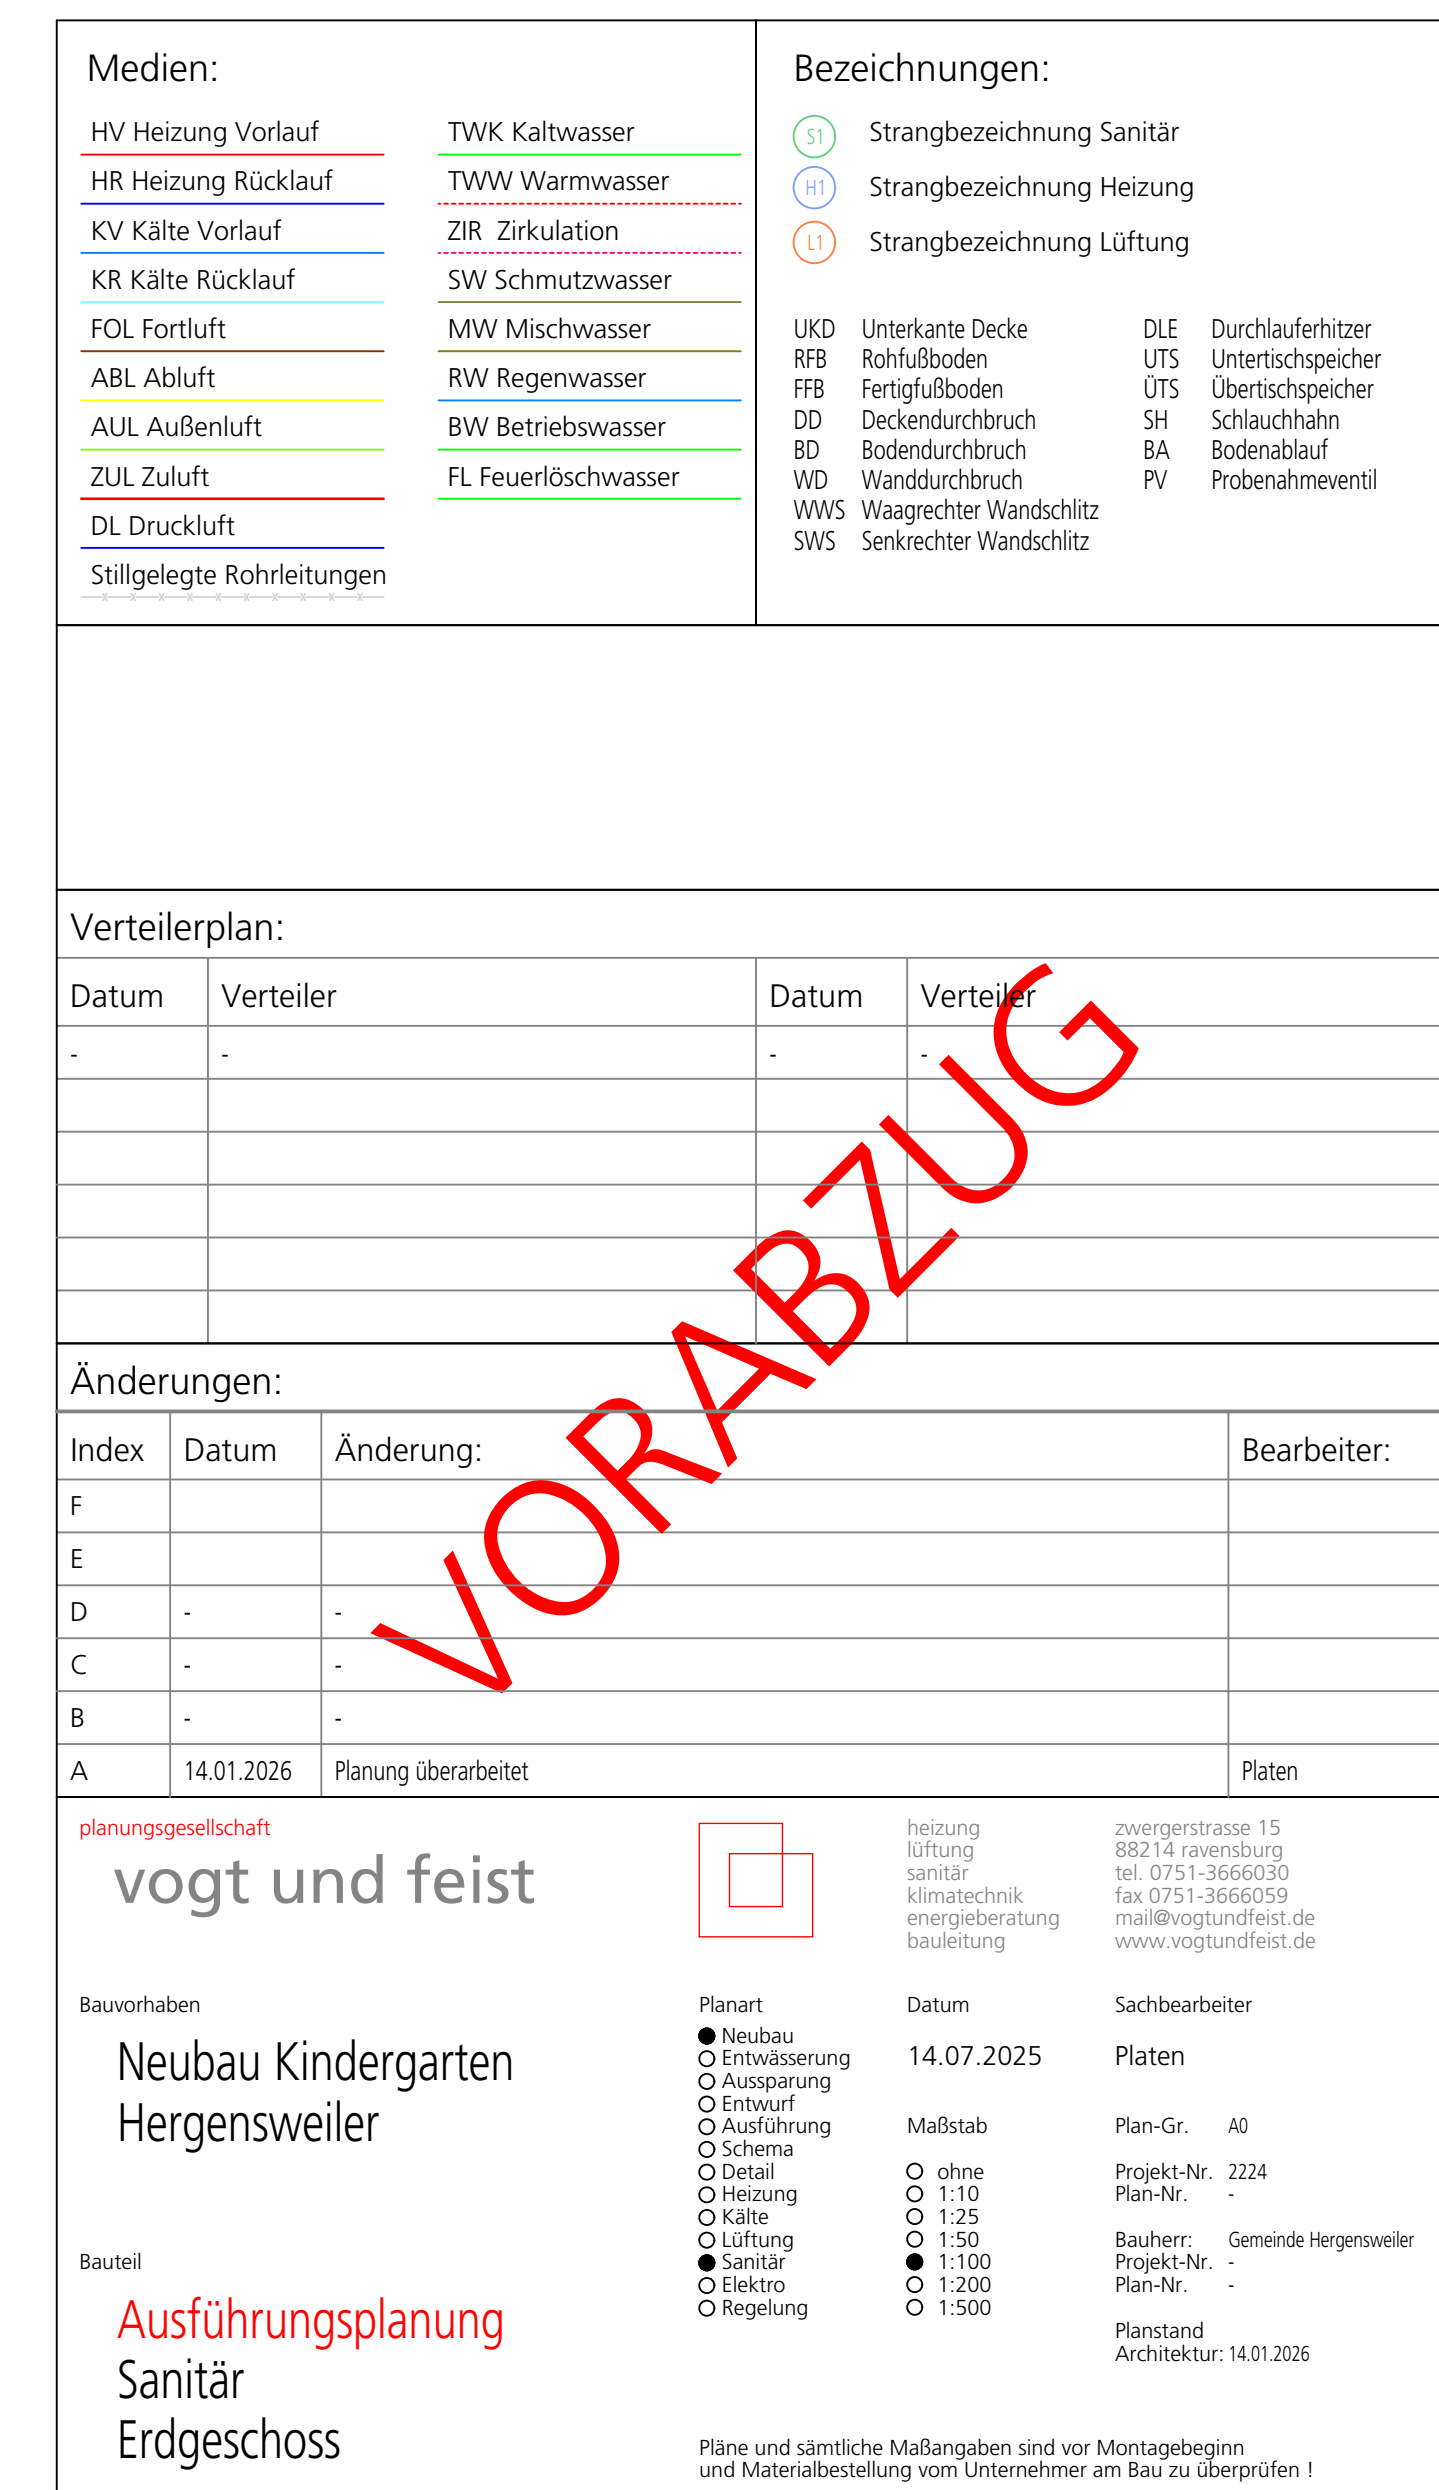 Medien:
HV Heizung Vorlauf
HR Heizung Rücklauf
KV Kälte Vorlauf
KR Kälte Rücklauf
FOL Fortluft
ABL Abluft
AUL Außenluft
ZUL Zuluft
DL Druckluft
Stillgelegte Rohrleitungen
TWK Kaltwasser
TWW Warmwasser
ZIR Zirkulation
SW Schmutzwasser
MW Mischwasser
RW Regenwasser
BW Betriebswasser
FL Feuerlöschwasser
Bezeichnungen:
S1 Strangbezeichnung Sanitär
H1 Strangbezeichnung Heizung
L1 Strangbezeichnung Lüftung
UKD Unterkante Decke
RFB Rohfußboden
FFB Fertigfußboden
DD Deckendurchbruch
BD Bodendurchbruch
WD Wanddurchbruch
WWS Waagrechter Wandschlitz
SWS Senkrechter Wandschlitz
DLE Durchlauferhitzer
UTS Untertischspeicher
ÜTS Übertischspeicher
SH Schlauchhahn
BA Bodenablauf
PV Probenahmeventil
Verteilerplan:
Datum Verteiler Datum Verteiler
- - - -
VORABZUG
Änderungen:
Index Datum Änderung: Bearbeiter:
F
E
D - -
C - -
B - -
A 14.01.2026 Planung überarbeitet Platen
planungsgesellschaft
vogt und feist
heizung
lüftung
sanitär
klimatechnik
energieberatung
bauleitung
zwergerstrasse 15
88214 ravensburg
tel. 0751-3666030
fax 0751-3666059
mail@vogtundfeist.de
www.vogtundfeist.de
Bauvorhaben
Neubau Kindergarten
Hergensweiler
Bauteil
Ausführungsplanung
Sanitär
Erdgeschoss
Planart
Neubau
Entwässerung
Aussparung
Entwurf
Ausführung
Schema
Detail
Heizung
Kälte
Lüftung
Sanitär
Elektro
Regelung
Datum
14.07.2025
Maßstab
ohne
1:10
1:25
1:50
1:100
1:200
1:500
Sachbearbeiter
Platen
Plan-Gr. A0
Projekt-Nr. 2224
Plan-Nr. -
Bauherr: Gemeinde Hergensweiler
Projekt-Nr. -
Plan-Nr. -
Planstand
Architektur: 14.01.2026
Pläne und sämtliche Maßangaben sind vor Montagebeginn
und Materialbestellung vom Unternehmer am Bau zu überprüfen !